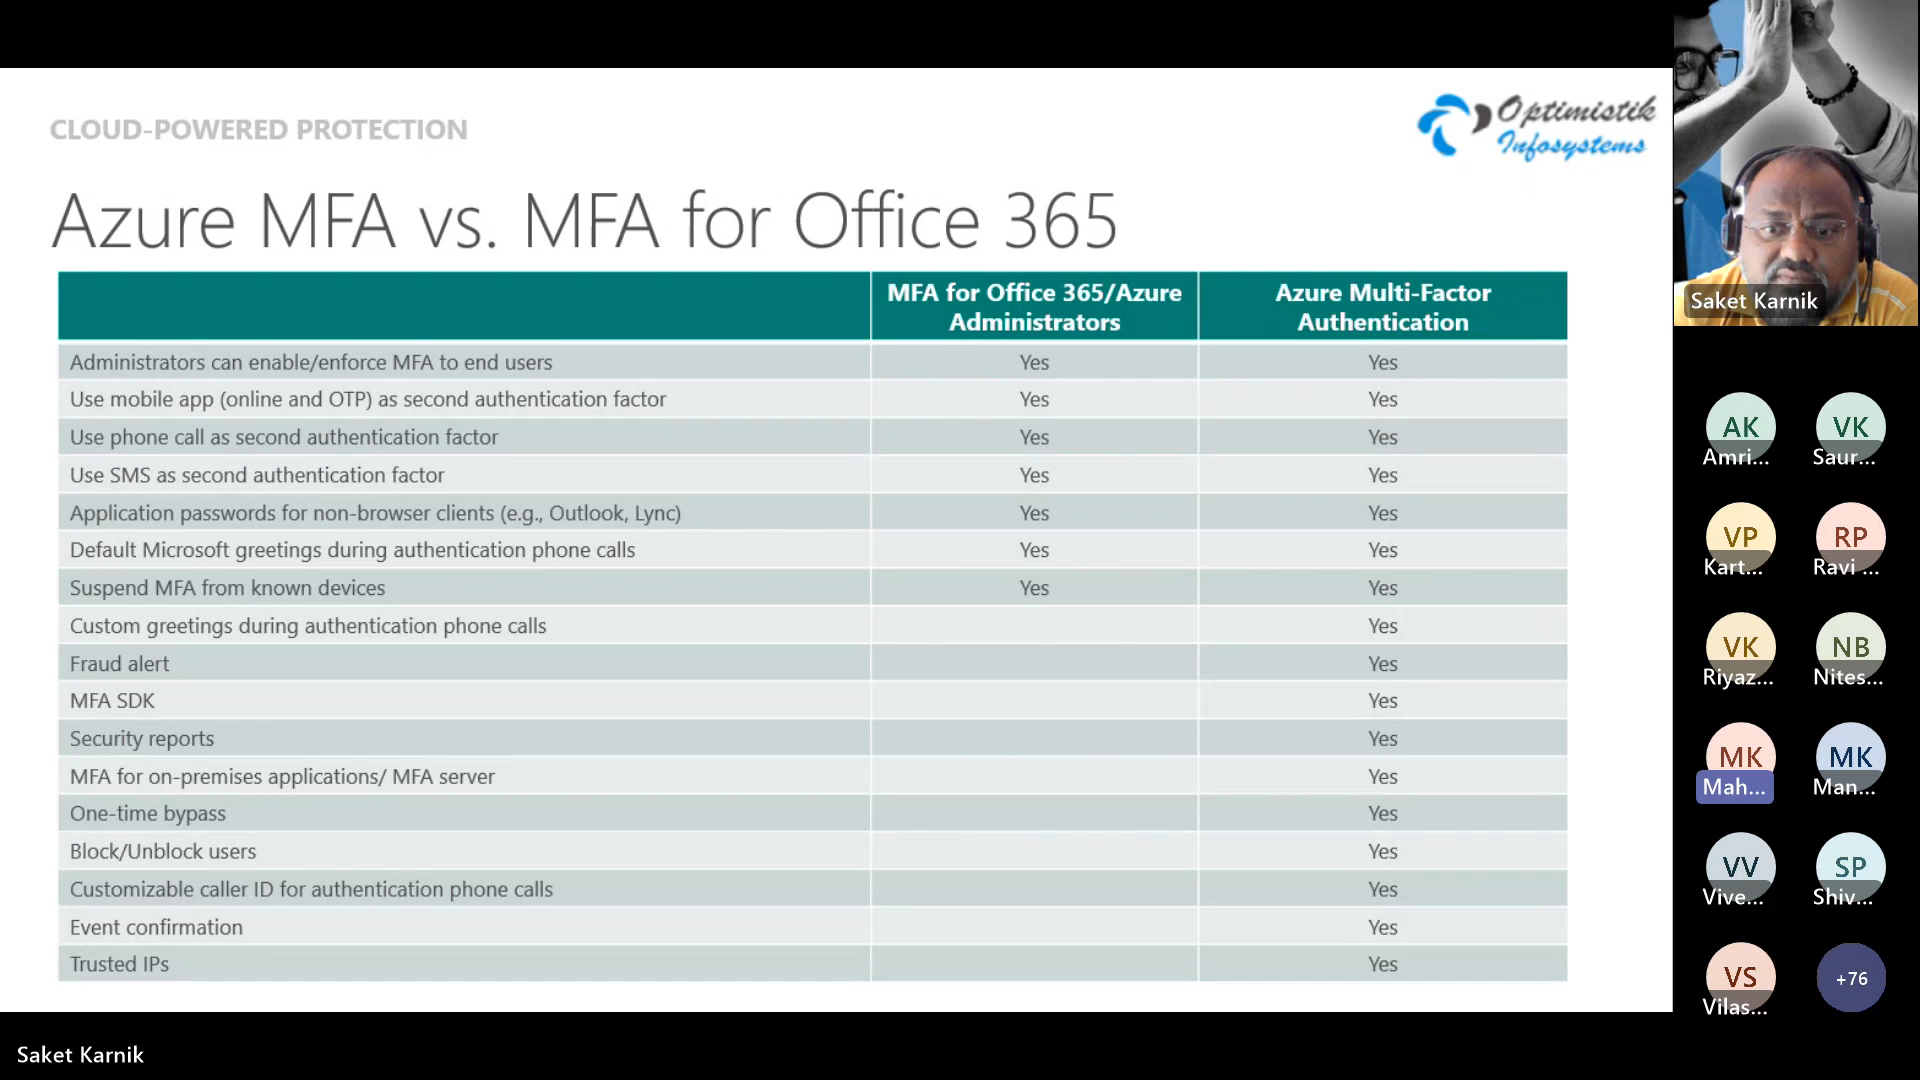 CLOUD-POWERED PROTECTION
Optimistik
Infosystems
Azure MFA vs. MFA for Office 365
MFA for Office 365/Azure Administrators
Azure Multi-Factor Authentication
Administrators can enable/enforce MFA to end users Yes Yes
Use mobile app (online and OTP) as second authentication factor Yes Yes
Use phone call as second authentication factor Yes Yes
Use SMS as second authentication factor Yes Yes
Application passwords for non-browser clients (e.g., Outlook, Lync) Yes Yes
Default Microsoft greetings during authentication phone calls Yes Yes
Suspend MFA from known devices Yes Yes
Custom greetings during authentication phone calls Yes
Fraud alert Yes
MFA SDK Yes
Security reports Yes
MFA for on-premises applications/ MFA server Yes
One-time bypass Yes
Block/Unblock users Yes
Customizable caller ID for authentication phone calls Yes
Event confirmation Yes
Trusted IPs Yes
Saket Karnik
AK VK
Amri... Saur...
VP RP
Kart... Ravi ...
VK NB
Riyaz... Nites...
MK MK
Mah... Man...
VV SP
Vive... Shiv...
VS +76
Vilas...
Saket Karnik